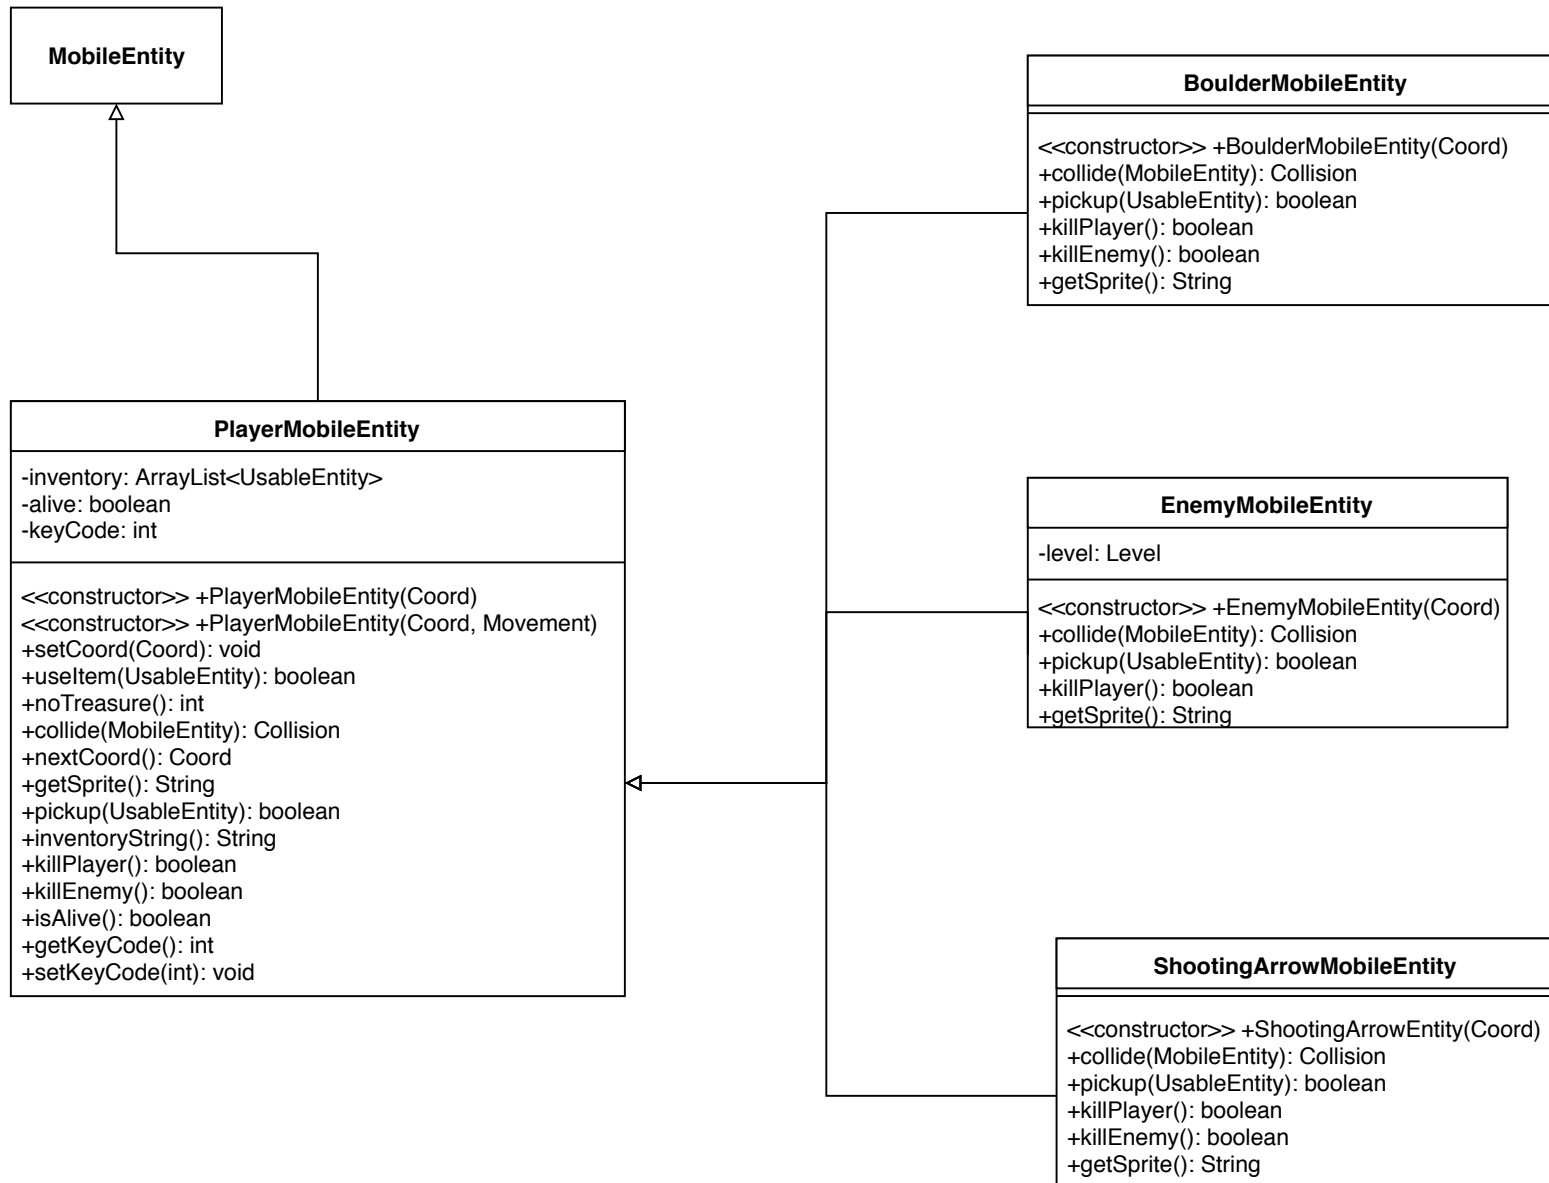 MobileEntity
BoulderMobileEntity
<<constructor>> +BoulderMobileEntity(Coord)
+collide(MobileEntity): Collision
+pickup(UsableEntity): boolean
+killPlayer(): boolean
+killEnemy(): boolean
+getSprite(): String
PlayerMobileEntity
-inventory: ArrayList<UsableEntity>
-alive: boolean
-keyCode: int
<<constructor>> +PlayerMobileEntity(Coord)
<<constructor>> +PlayerMobileEntity(Coord, Movement)
+setCoord(Coord): void
+useItem(UsableEntity): boolean
+noTreasure(): int
+collide(MobileEntity): Collision
+nextCoord(): Coord
+getSprite(): String
+pickup(UsableEntity): boolean
+inventoryString(): String
+killPlayer(): boolean
+killEnemy(): boolean
+isAlive(): boolean
+getKeyCode(): int
+setKeyCode(int): void
EnemyMobileEntity
-level: Level
<<constructor>> +EnemyMobileEntity(Coord)
+collide(MobileEntity): Collision
+pickup(UsableEntity): boolean
+killPlayer(): boolean
+getSprite(): String
ShootingArrowMobileEntity
<<constructor>> +ShootingArrowEntity(Coord)
+collide(MobileEntity): Collision
+pickup(UsableEntity): boolean
+killPlayer(): boolean
+killEnemy(): boolean
+getSprite(): String